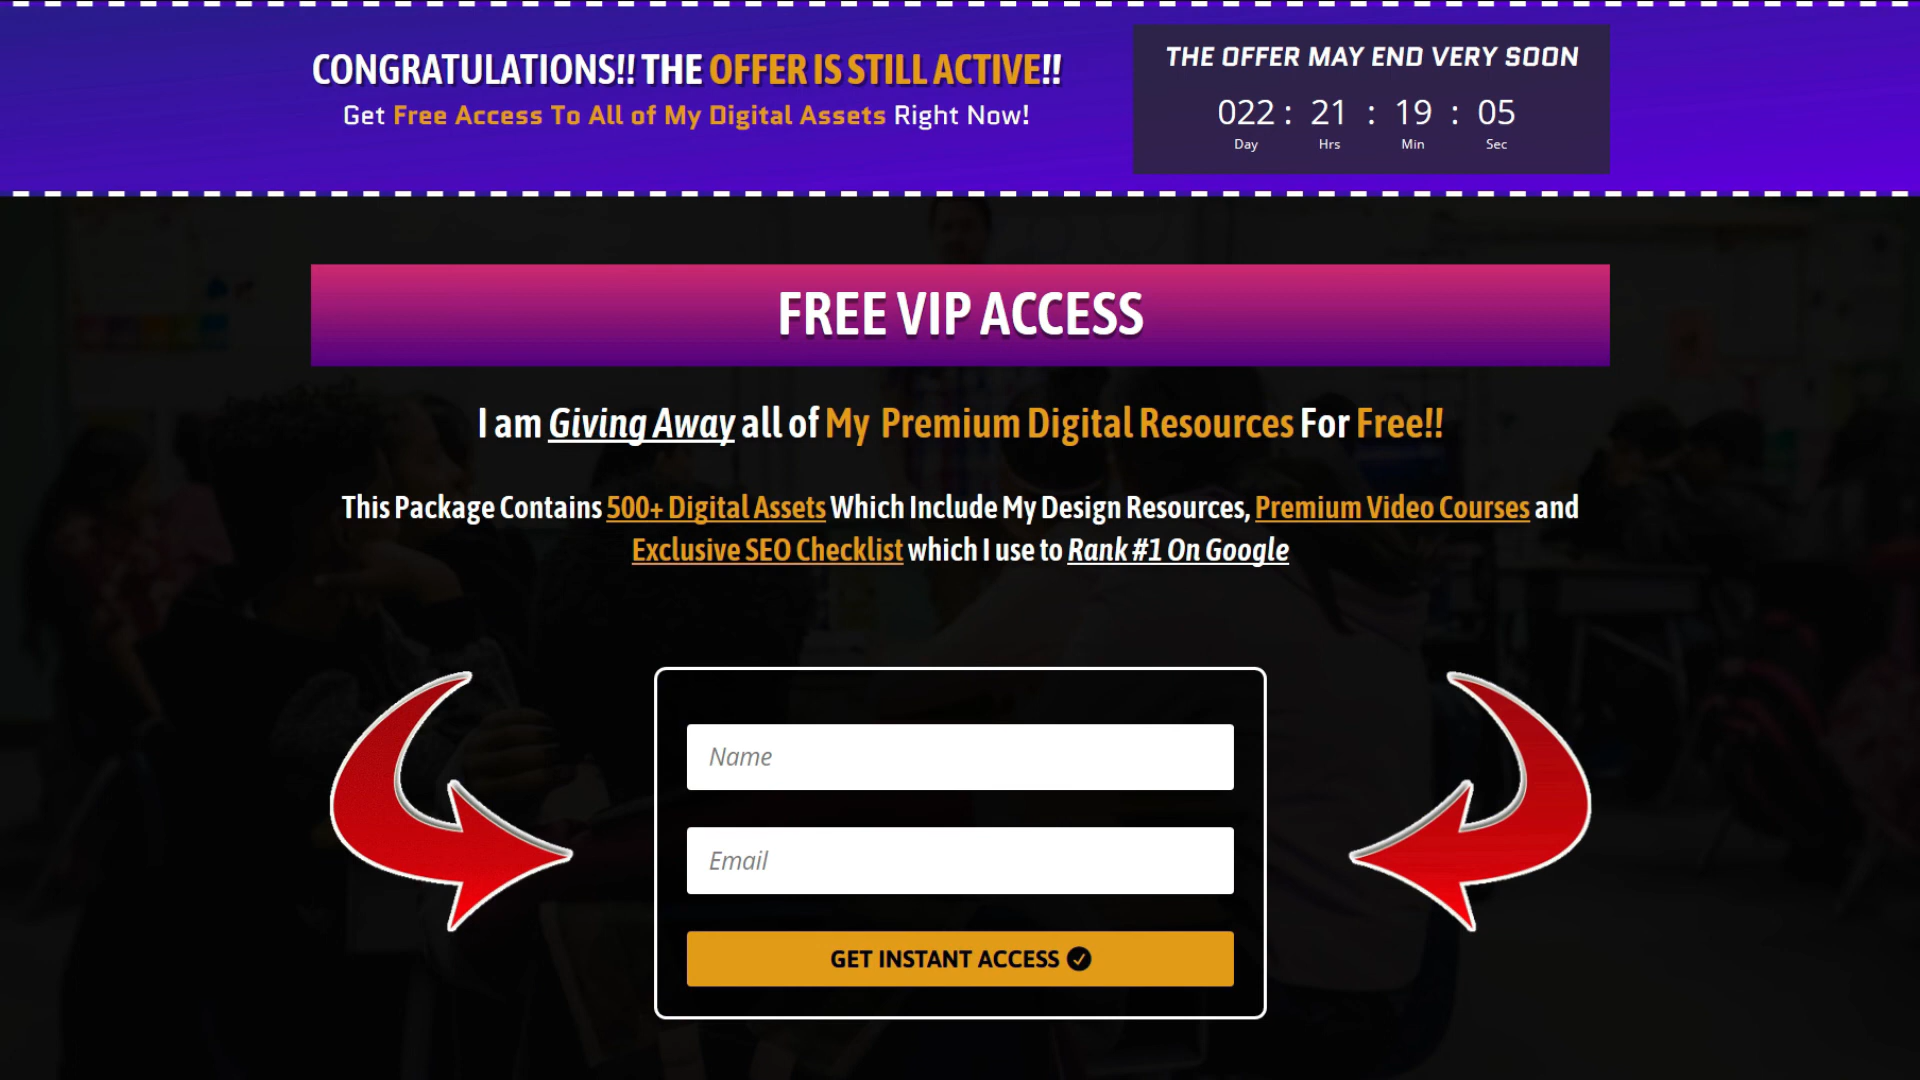 CONGRATULATIONS!! THE OFFER IS STILL ACTIVE!!
Get Free Access To All of My Digital Assets Right Now!
THE OFFER MAY END VERY SOON
022 : 21 : 19 : 05
Day Hrs Min Sec
FREE VIP ACCESS
I am Giving Away all of My Premium Digital Resources For Free!!
This Package Contains 500+ Digital Assets Which Include My Design Resources, Premium Video Courses and
Exclusive SEO Checklist which I use to Rank #1 On Google
Name
Email
GET INSTANT ACCESS